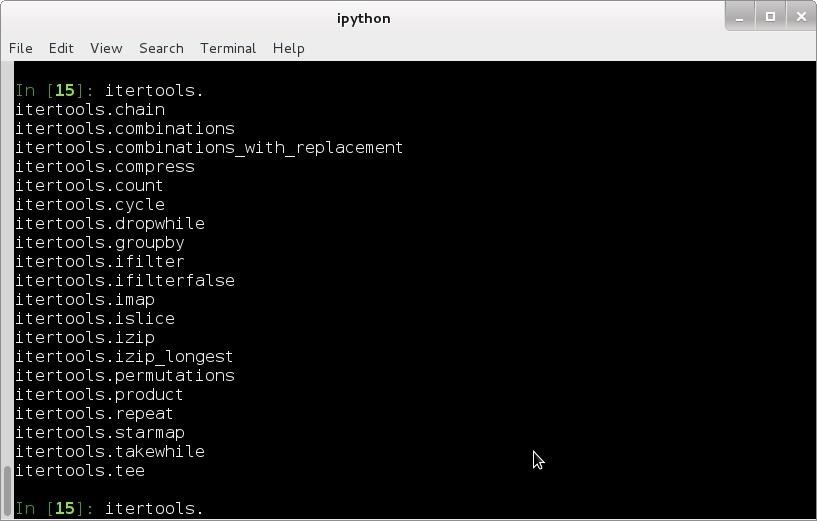 ipython
File Edit View Search Terminal Help
In [15]: itertools.
itertools.chain
itertools.combinations
itertools.combinations_with_replacement
itertools.compress
itertools.count
itertools.cycle
itertools.dropwhile
itertools.groupby
itertools.ifilter
itertools.ifilterfalse
itertools.imap
itertools.islice
itertools.izip
itertools.izip_longest
itertools.permutations
itertools.product
itertools.repeat
itertools.starmap
itertools.takewhile
itertools.tee
In [15]: itertools.